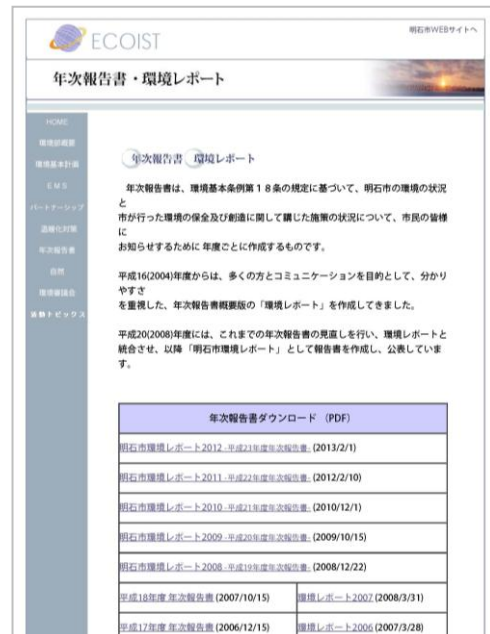 ECOIST
明石市WEBサイトへ
年次報告書・環境レポート
HOME
環境部概要
環境基本計画
EMS
パートナーシップ
温暖化対策
年次報告書
自然
環境審議会
活動トピックス
年次報告書 環境レポート
年次報告書は、環境基本条例第18条の規定に基づいて、明石市の環境の状況
と
市が行った環境の保全及び創造に関して講じた施策の状況について、市民の皆様
に
お知らせするために 年度ごとに作成するものです。
平成16(2004)年度からは、多くの方とコミュニケーションを目的として、分かり
やすさ
を重視した、年次報告書概要版の「環境レポート」を作成してきました。
平成20(2008)年度には、これまでの年次報告書の見直しを行い、環境レポートと
統合させ、以降「明石市環境レポート」として報告書を作成し、公表していま
す。
年次報告書ダウンロード (PDF)
明石市環境レポート2012 -平成23年度年次報告書- (2013/2/1)
明石市環境レポート2011 -平成22年度年次報告書- (2012/2/10)
明石市環境レポート2010 -平成21年度年次報告書- (2010/12/1)
明石市環境レポート2009 -平成20年度年次報告書- (2009/10/15)
明石市環境レポート2008 -平成19年度年次報告書- (2008/12/22)
平成18年度 年次報告書 (2007/10/15) 環境レポート2007 (2008/3/31)
平成17年度 年次報告書 (2006/12/15) 環境レポート2006 (2007/3/28)